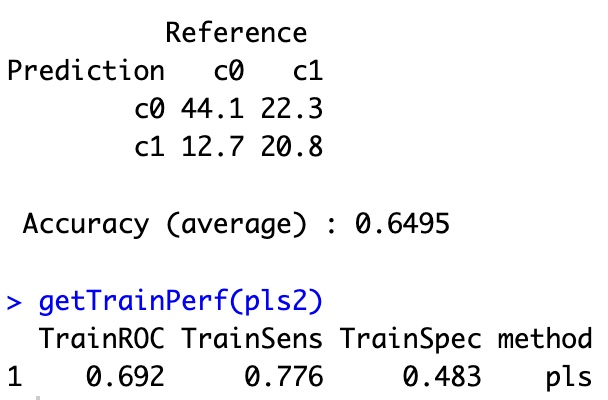 Reference
Prediction c0 c1
c0 44.1 22.3
c1 12.7 20.8
Accuracy (average) : 0.6495
> getTrainPerf(pls2)
TrainROC TrainSens TrainSpec method
1 0.692 0.776 0.483 pls